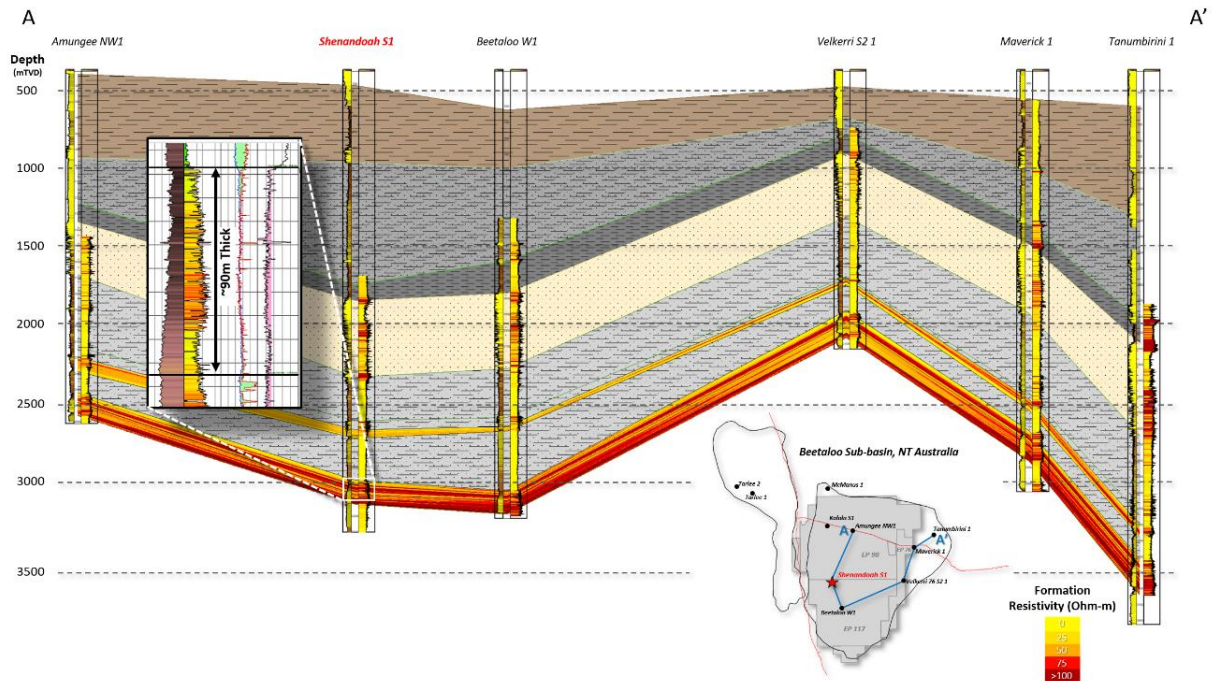 A
A’
Amungee NW1
Shenandoah S1
Beetaloo W1
Velkerri S2 1
Maverick 1
Tanumbirini 1
Depth
(mTVD)
500
1000
1500
2000
2500
3000
3500
~90m Thick
Beetaloo Sub-basin, NT Australia
Tarlee 2
Tarlee 1
McManus 1
Kalala S1
A
Amungee NW1
Tanumbirini 1
A’
Maverick 1
EP 98
EP 76
Shenandoah S1
Velkerri 76 S2 1
Beetaloo W1
EP 117
Formation
Resistivity (Ohm-m)
0
25
50
75
>100